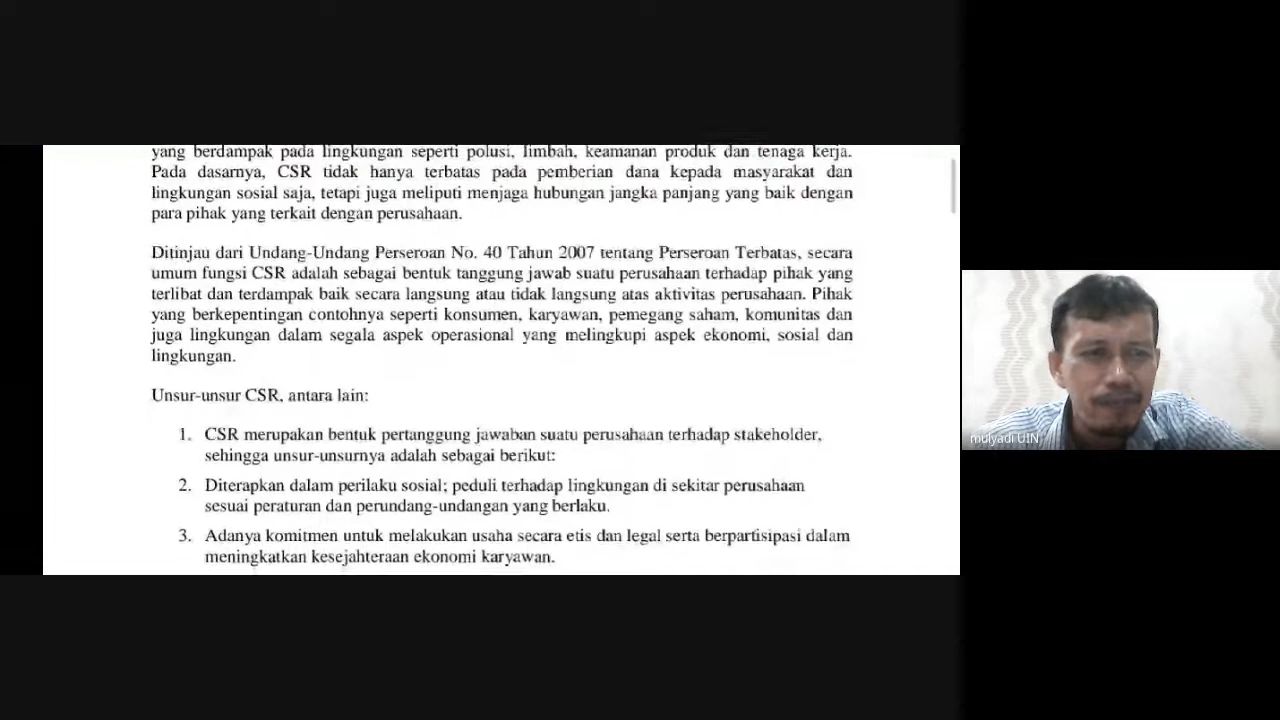 yang berdampak pada lingkungan seperti polusi, limbah, keamanan produk dan tenaga kerja.
Pada dasarnya, CSR tidak hanya terbatas pada pemberian dana kepada masyarakat dan
lingkungan sosial saja, tetapi juga meliputi menjaga hubungan jangka panjang yang baik dengan
para pihak yang terkait dengan perusahaan.
Ditinjau dari Undang-Undang Perseroan No. 40 Tahun 2007 tentang Perseroan Terbatas, secara
umum fungsi CSR adalah sebagai bentuk tanggung jawab suatu perusahaan terhadap pihak yang
terlibat dan terdampak baik secara langsung atau tidak langsung atas aktivitas perusahaan. Pihak
yang berkepentingan contohnya seperti konsumen, karyawan, pemegang saham, komunitas dan
juga lingkungan dalam segala aspek operasional yang melingkupi aspek ekonomi, sosial dan
lingkungan.
Unsur-unsur CSR, antara lain:
1. CSR merupakan bentuk pertanggung jawaban suatu perusahaan terhadap stakeholder,
sehingga unsur-unsurnya adalah sebagai berikut:
2. Diterapkan dalam perilaku sosial; peduli terhadap lingkungan di sekitar perusahaan
sesuai peraturan dan perundang-undangan yang berlaku.
3. Adanya komitmen untuk melakukan usaha secara etis dan legal serta berpartisipasi dalam
meningkatkan kesejahteraan ekonomi karyawan.
mulyadi UIN